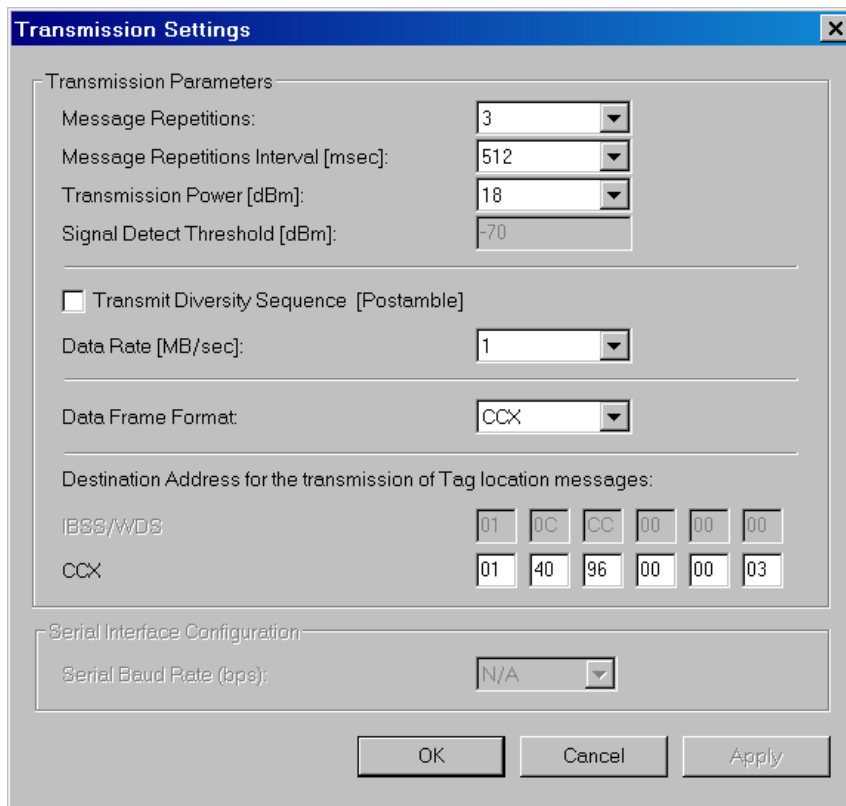 Transmission Settings
Transmission Parameters
Message Repetitions: 3
Message Repetitions Interval [msec]: 512
Transmission Power [dBm]: 18
Signal Detect Threshold [dBm]: -70
Transmit Diversity Sequence [Postamble]
Data Rate [MB/sec]: 1
Data Frame Format: CCX
Destination Address for the transmission of Tag location messages:
IBSS/WDS 01 0C CC 00 00 00
CCX 01 40 96 00 00 03
Serial Interface Configuration
Serial Baud Rate (bps): N/A
OK Cancel Apply